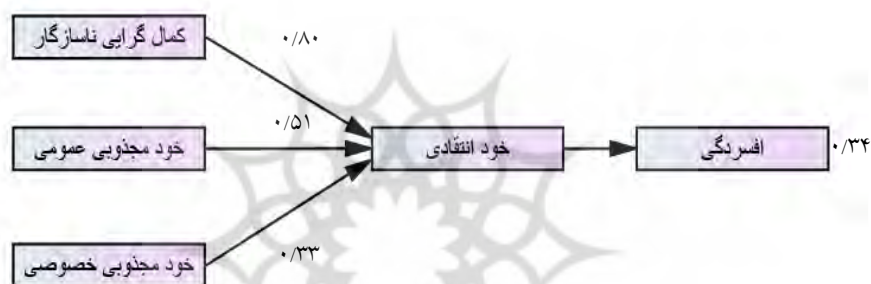 کمال گرایی ناسازگار
۰/۸۰
خود مجذوبی عمومی
۰/۵۱
خود انتقادی
افسردگی
۰/۳۴
خود مجذوبی خصوصی
۰/۳۳